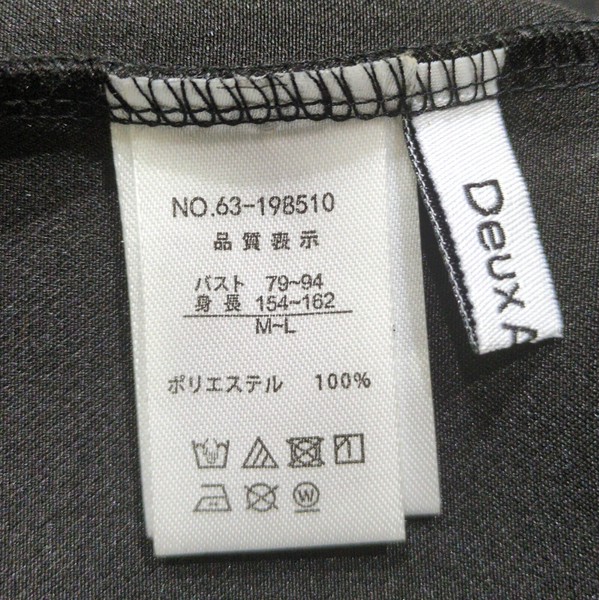 NO.63-198510
品質表示
バスト 79~94
身長 154~162
M~L
ポリエステル 100%
W
Deux A